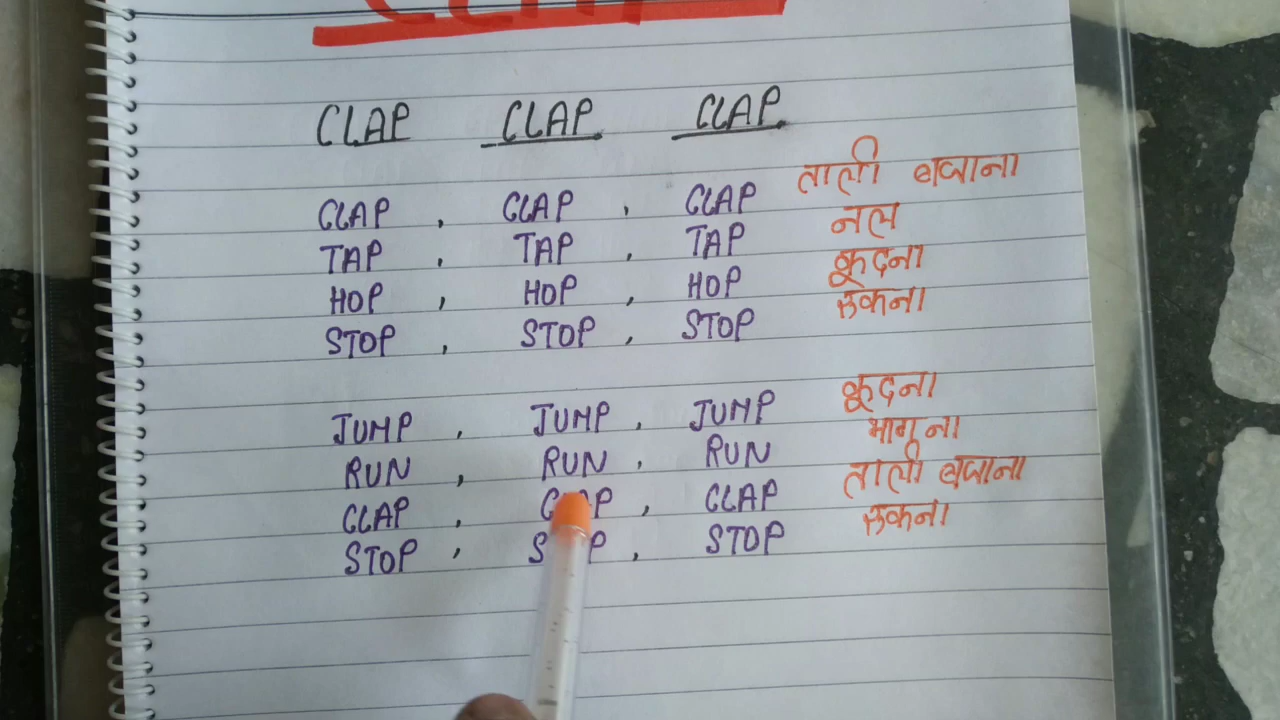 CLAP CLAP CLAP
CLAP , CLAP , CLAP ताली बजाना
TAP , TAP , TAP नल
HOP , HOP , HOP कूदना
STOP , STOP , STOP रुकना
JUMP , JUMP , JUMP कूदना
RUN , RUN , RUN भागना
CLAP , , CLAP ताली बजाना
STOP , , STOP रुकना